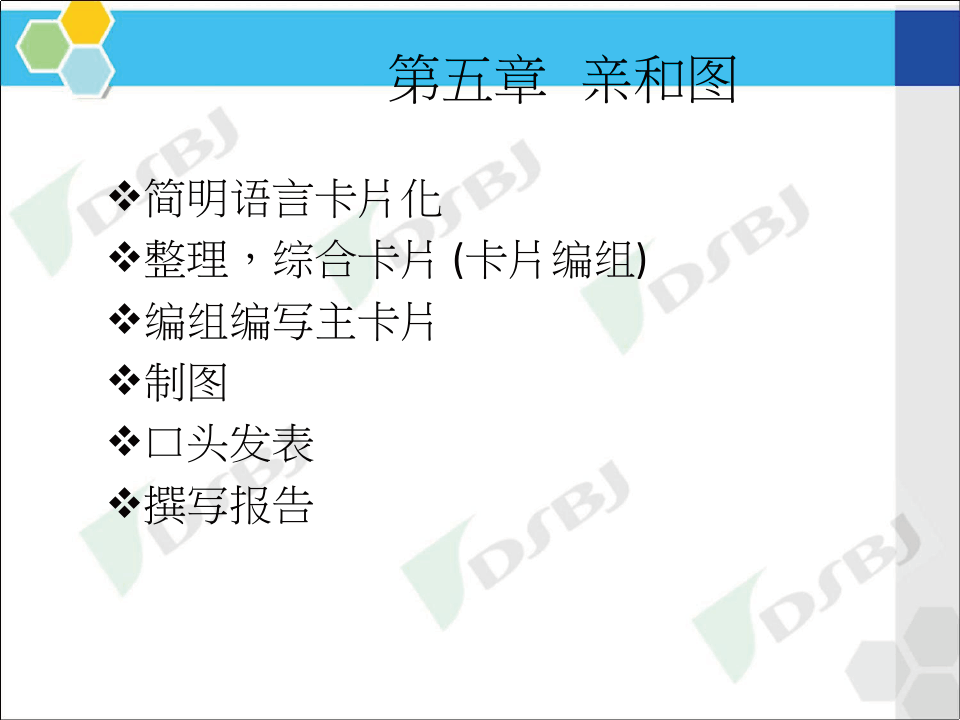 第五章 亲和图
❖简明语言卡片化
❖整理，综合卡片 (卡片编组)
❖编组编写主卡片
❖制图
❖口头发表
❖撰写报告
DSBJ
DSBJ
DSBJ
DSBJ
DSBJ
DSBJ